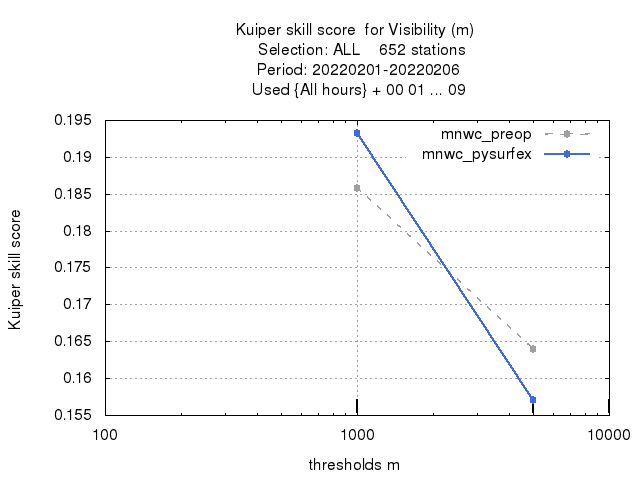 Kuiper skill score  for Visibility (m)
Selection: ALL    652 stations
Period: 20220201-20220206
Used {All hours} + 00 01 ... 09
0.195
0.19
0.185
0.18
0.175
0.17
0.165
0.16
0.155
Kuiper skill score
mnwc_preop
mnwc_pysurfex
100
1000
10000
thresholds m